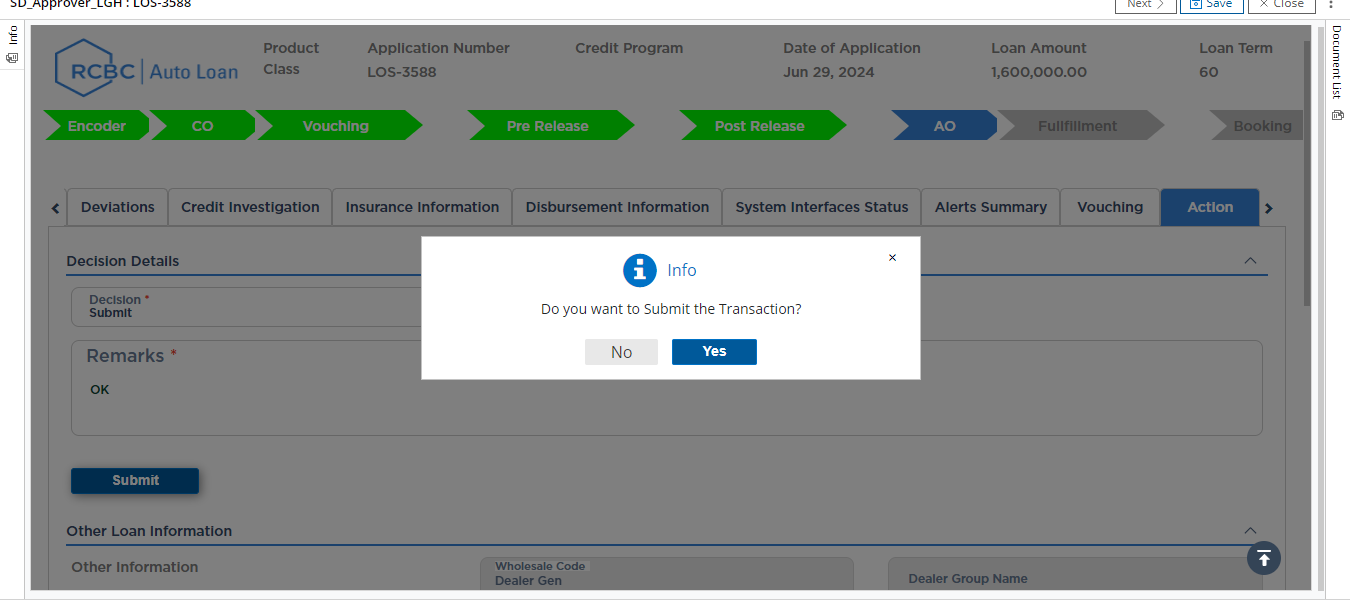 SD_Approver_LGH : LOS-3588
Next
Save
Close
Info
Document List
RCBC Auto Loan
Product Class
Application Number
LOS-3588
Credit Program
Date of Application
Jun 29, 2024
Loan Amount
1,600,000.00
Loan Term
60
Encoder
CO
Vouching
Pre Release
Post Release
AO
Fullfillment
Booking
Deviations
Credit Investigation
Insurance Information
Disbursement Information
System Interfaces Status
Alerts Summary
Vouching
Action
Decision Details
Decision *
Submit
Remarks *
OK
Info
×
Do you want to Submit the Transaction?
No
Yes
Submit
Other Loan Information
Other Information
Wholesale Code
Dealer Gen
Dealer Group Name